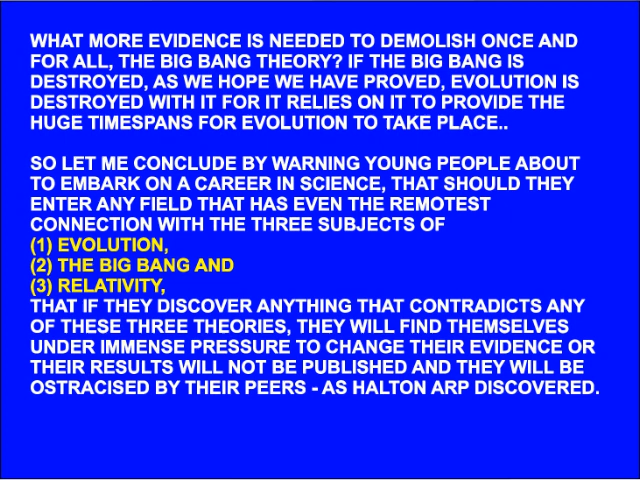 WHAT MORE EVIDENCE IS NEEDED TO DEMOLISH ONCE AND
FOR ALL, THE BIG BANG THEORY? IF THE BIG BANG IS
DESTROYED, AS WE HOPE WE HAVE PROVED, EVOLUTION IS
DESTROYED WITH IT FOR IT RELIES ON IT TO PROVIDE THE
HUGE TIMESPANS FOR EVOLUTION TO TAKE PLACE..
SO LET ME CONCLUDE BY WARNING YOUNG PEOPLE ABOUT
TO EMBARK ON A CAREER IN SCIENCE, THAT SHOULD THEY
ENTER ANY FIELD THAT HAS EVEN THE REMOTEST
CONNECTION WITH THE THREE SUBJECTS OF
(1) EVOLUTION,
(2) THE BIG BANG AND
(3) RELATIVITY,
THAT IF THEY DISCOVER ANYTHING THAT CONTRADICTS ANY
OF THESE THREE THEORIES, THEY WILL FIND THEMSELVES
UNDER IMMENSE PRESSURE TO CHANGE THEIR EVIDENCE OR
THEIR RESULTS WILL NOT BE PUBLISHED AND THEY WILL BE
OSTRACISED BY THEIR PEERS - AS HALTON ARP DISCOVERED.